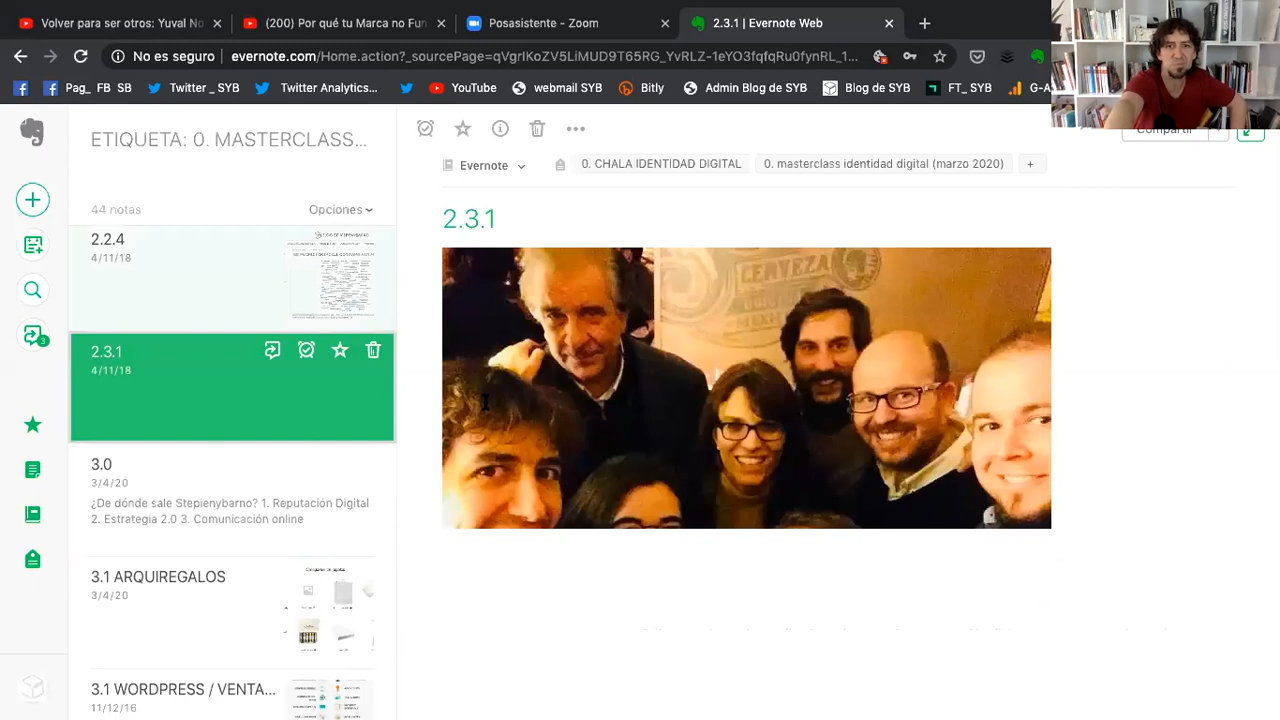 Volver para ser otros: Yuval No
(200) Por qué tu Marca no Fun
Posasistente - Zoom
2.3.1 | Evernote Web
No es seguro
evernote.com/Home.action?_sourcePage=
Pag_ FB SB
Twitter _SYB
Twitter Analytics...
YouTube
webmail SYB
Bitly
Admin Blog de SYB
Blog de SYB
FT_ SYB
G-A
ETIQUETA: 0. MASTERCLASS...
Compartir
Evernote
0. CHALA IDENTIDAD DIGITAL
0. masterclass identidad digital (marzo 2020)
+
44 notas
Opciones
2.3.1
2.2.4
4/11/18
2.3.1
4/11/18
3
3.0
3/4/20
¿De dónde sale Stepienybarno? 1. Reputación Digital
2. Estrategia 2.0 3. Comunicación online
3.1 ARQUIREGALOS
3/4/20
3.1 WORDPRESS / VENTA...
11/12/16